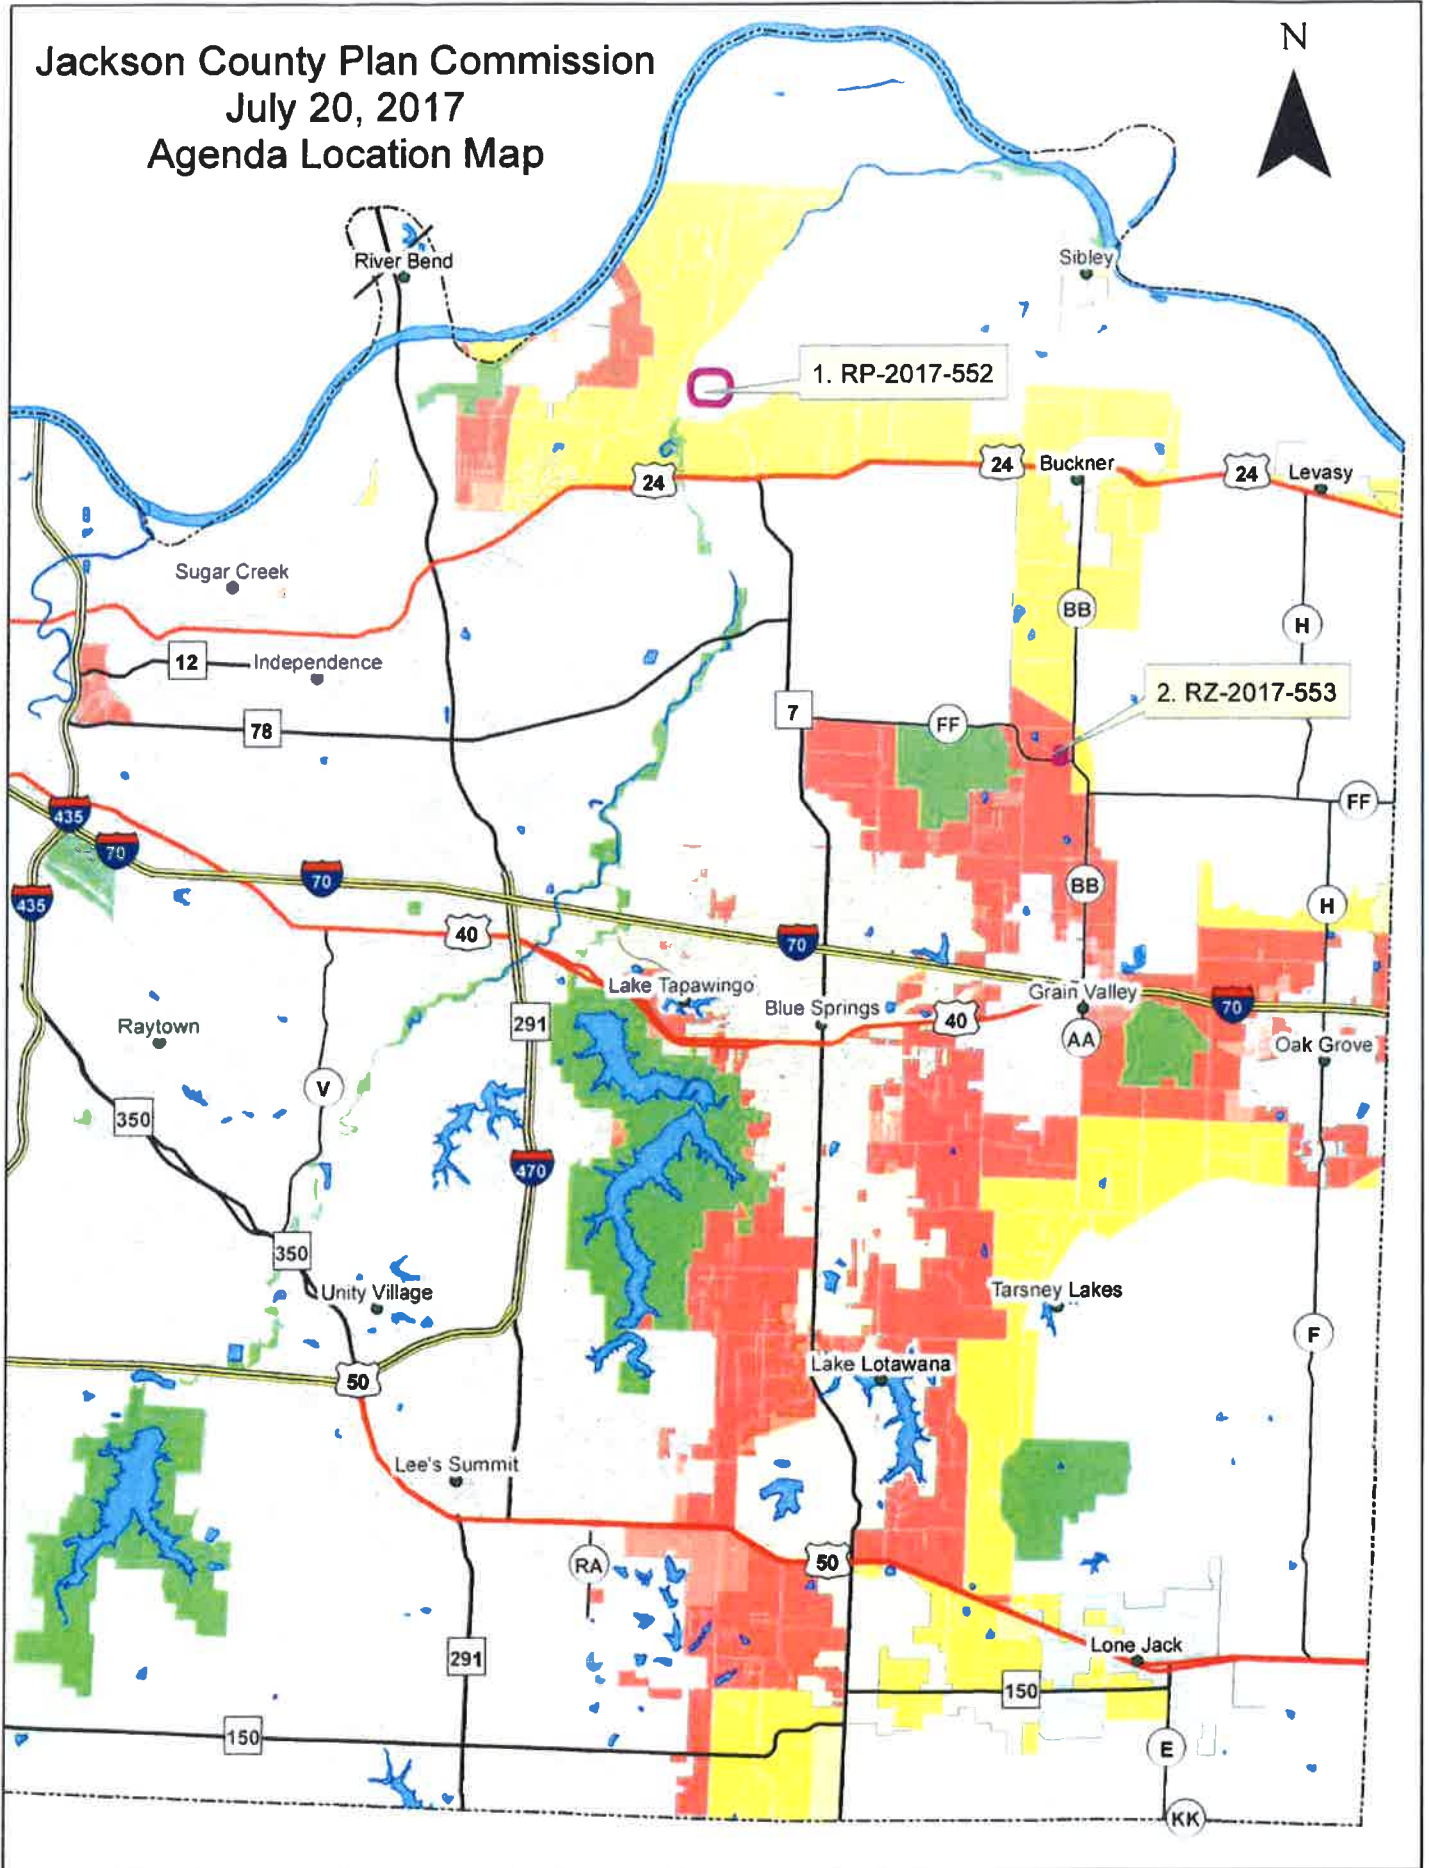 Jackson County Plan Commission
July 20, 2017
Agenda Location Map
N
River Bend
Sibley
1. RP-2017-552
24
24
Buckner
24
Levasy
Sugar Creek
BB
H
12
Independence
2. RZ-2017-553
7
FF
78
FF
435
70
70
BB
435
H
40
70
Lake Tapawingo
Grain Valley
Blue Springs
70
291
40
Raytown
AA
Oak Grove
V
350
470
350
Unity Village
Tarsney Lakes
F
Lake Lotawana
50
Lee's Summit
50
RA
Lone Jack
291
150
150
E
KK